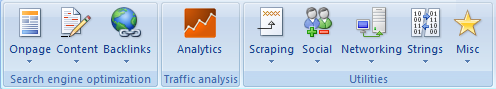 Onpage Content Backlinks Analytics Scraping Social Networking Strings Misc
Search engine optimization Traffic analysis Utilities